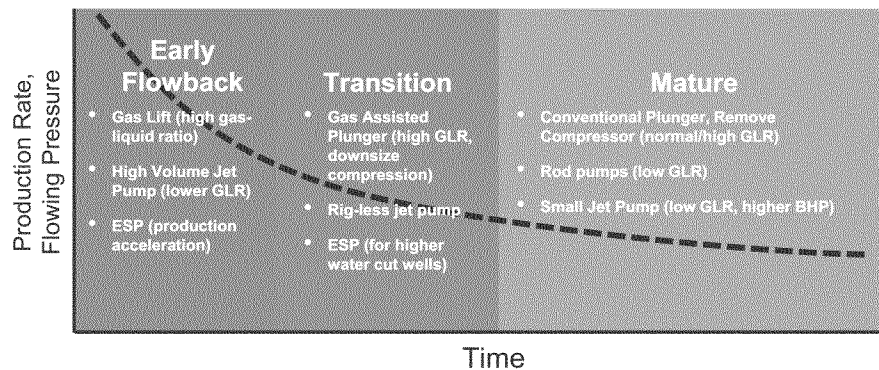 Production Rate,
Flowing Pressure
Early
Flowback
• Gas Lift (high gas-
liquid ratio)
• High Volume Jet
Pump (lower GLR)
• ESP (production
acceleration)
Transition
• Gas Assisted
Plunger (high GLR,
downsize
compression)
• Rig-less jet pump
• ESP (for higher
water cut wells)
Mature
• Conventional Plunger, Remove
Compressor (normal/high GLR)
• Rod pumps (low GLR)
• Small Jet Pump (low GLR, higher BHP)
Time